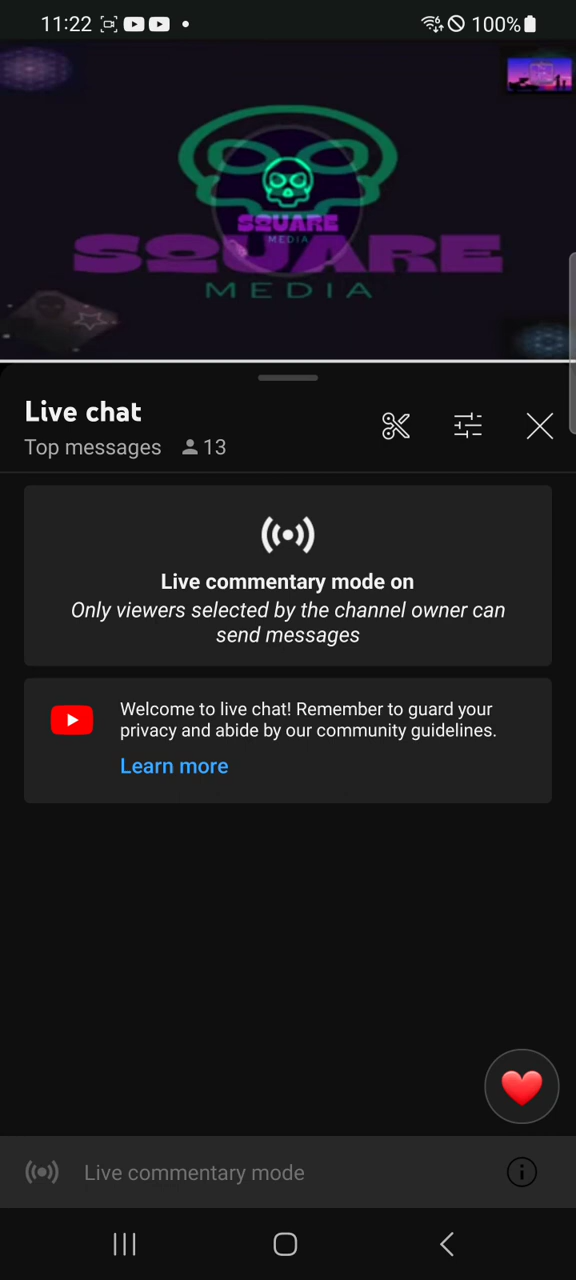 11:22
100%
SQUARE
MEDIA
SQUARE
MEDIA
Live chat
Top messages 13
Live commentary mode on
Only viewers selected by the channel owner can
send messages
Welcome to live chat! Remember to guard your
privacy and abide by our community guidelines.
Learn more
Live commentary mode